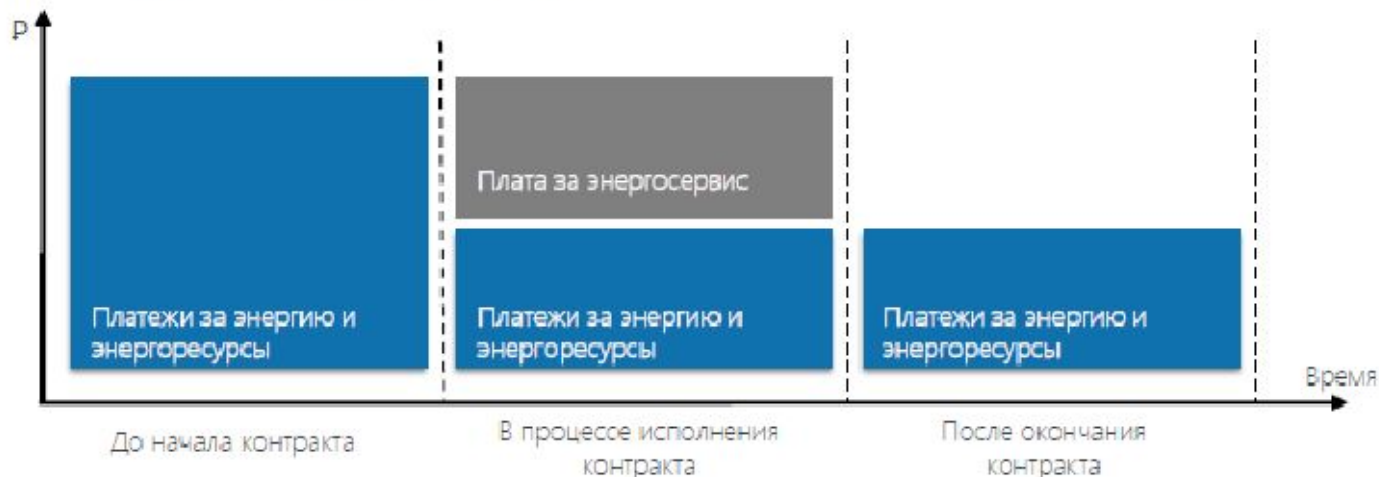 ₽
Плата за энергосервис
Платежи за энергию и
энергоресурсы
Платежи за энергию и
энергоресурсы
Платежи за энергию и
энергоресурсы
Время
До начала контракта
В процессе исполнения
контракта
После окончания
контракта